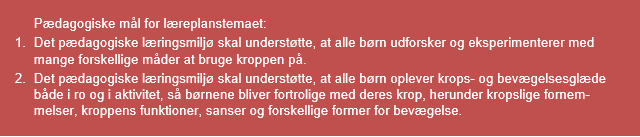 Pædagogiske mål for læreplanstemaet:
1. Det pædagogiske læringsmiljø skal understøtte, at alle børn udforsker og eksperimenterer med
mange forskellige måder at bruge kroppen på.
2. Det pædagogiske læringsmiljø skal understøtte, at alle børn oplever krops- og bevægelsesglæde
både i ro og i aktivitet, så børnene bliver fortrolige med deres krop, herunder kropslige fornem-
melser, kroppens funktioner, sanser og forskellige former for bevægelse.